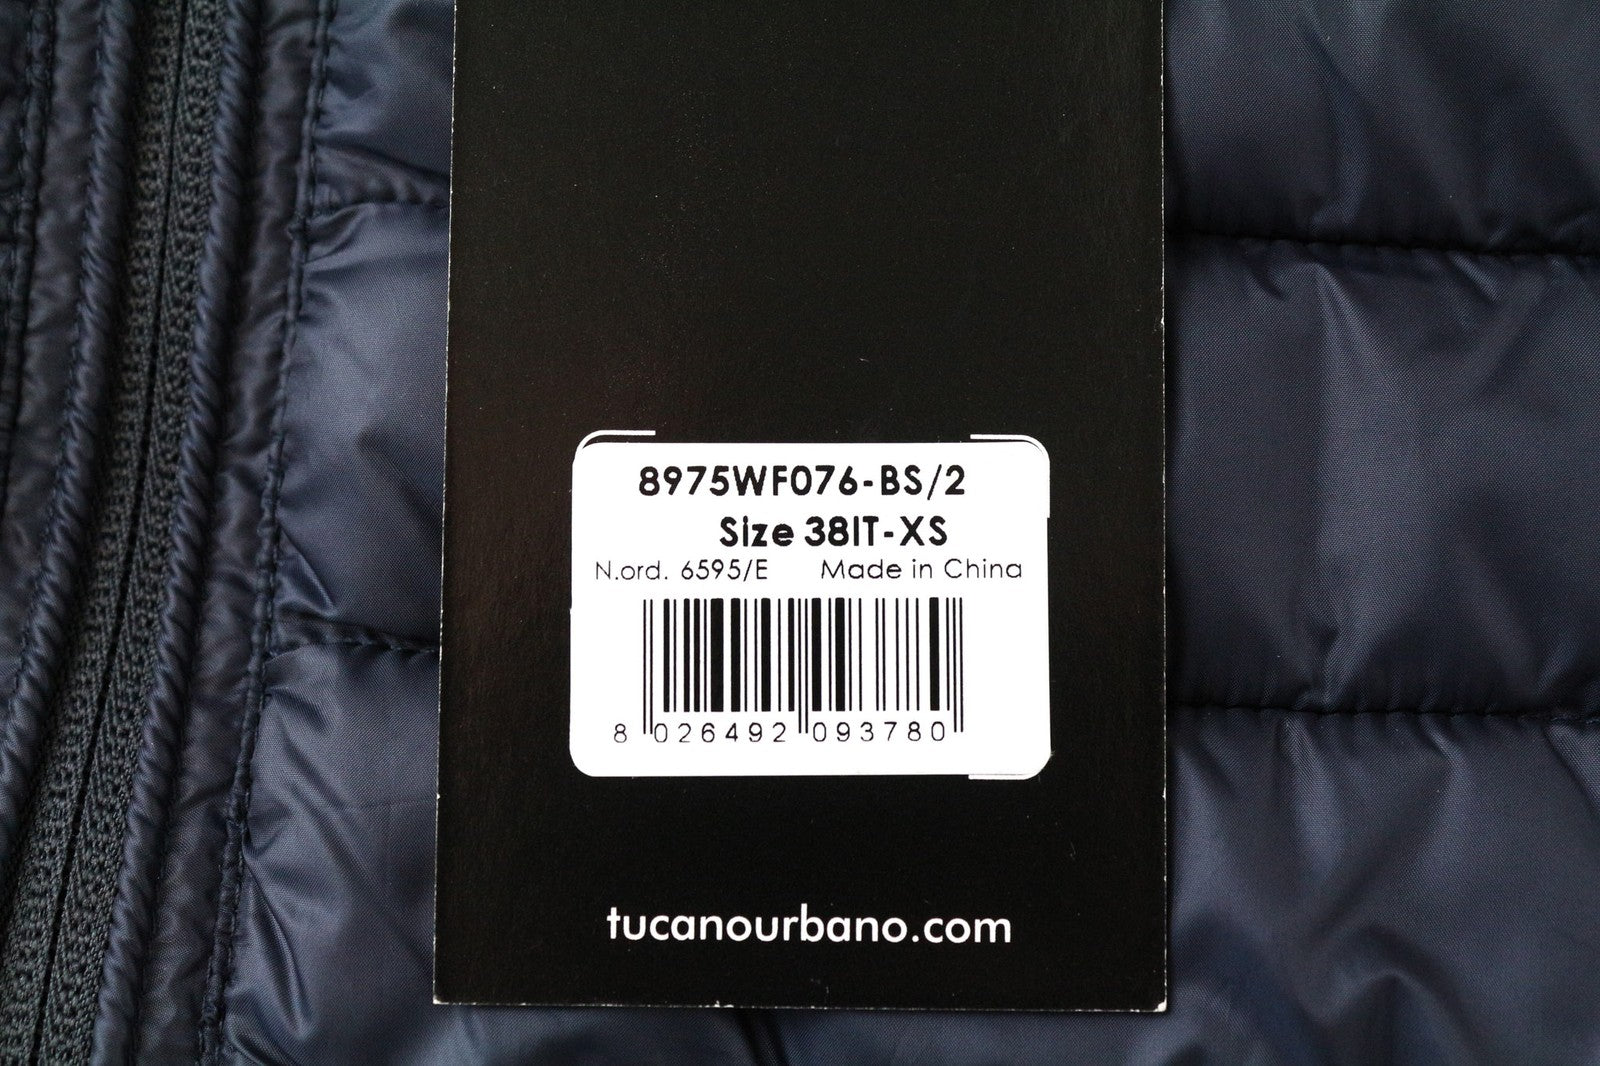 8975WF076-BS/2
Size 38IT-XS
N.ord. 6595/E Made in China
8 026492 093780
tucanourbano.com